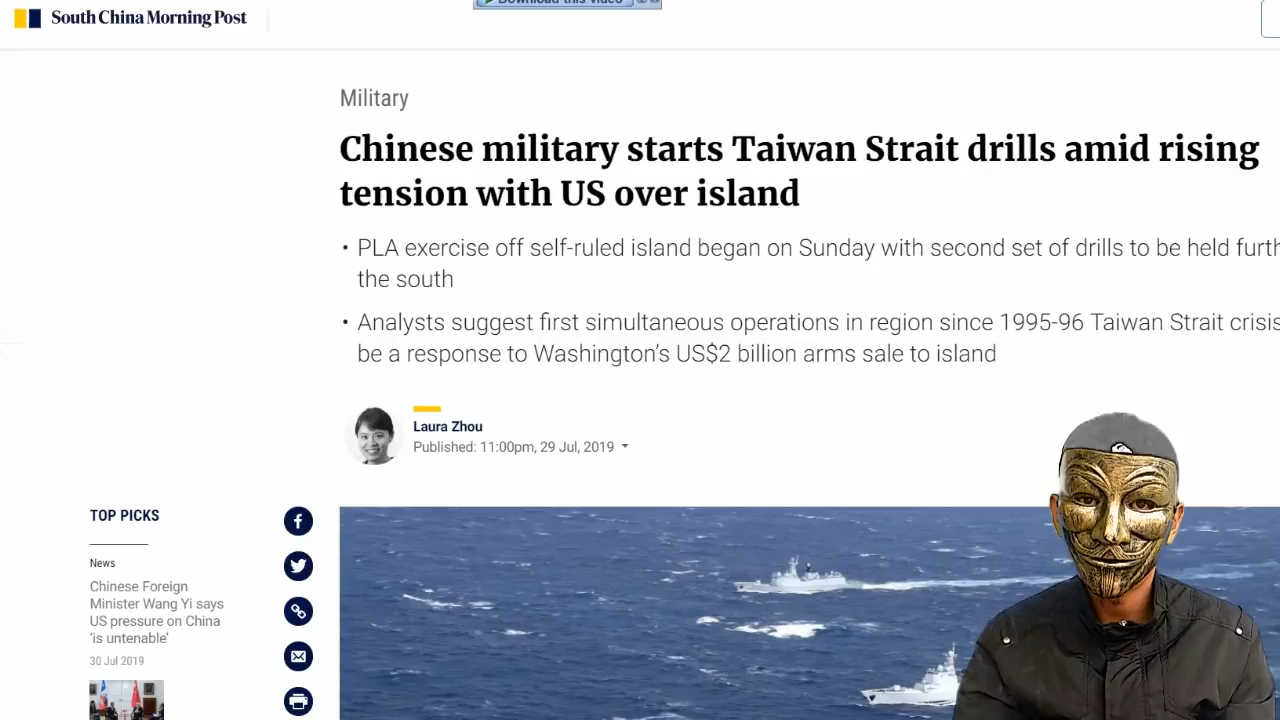 Download this video
South China Morning Post
Military
Chinese military starts Taiwan Strait drills amid rising
tension with US over island
• PLA exercise off self-ruled island began on Sunday with second set of drills to be held
the south
• Analysts suggest first simultaneous operations in region since 1995-96 Taiwan Strait crisis
be a response to Washington's US$2 billion arms sale to island
Laura Zhou
Published: 11:00pm, 29 Jul, 2019
TOP PICKS
News
Chinese Foreign
Minister Wang Yi says
US pressure on China
‘is untenable’
30 Jul 2019